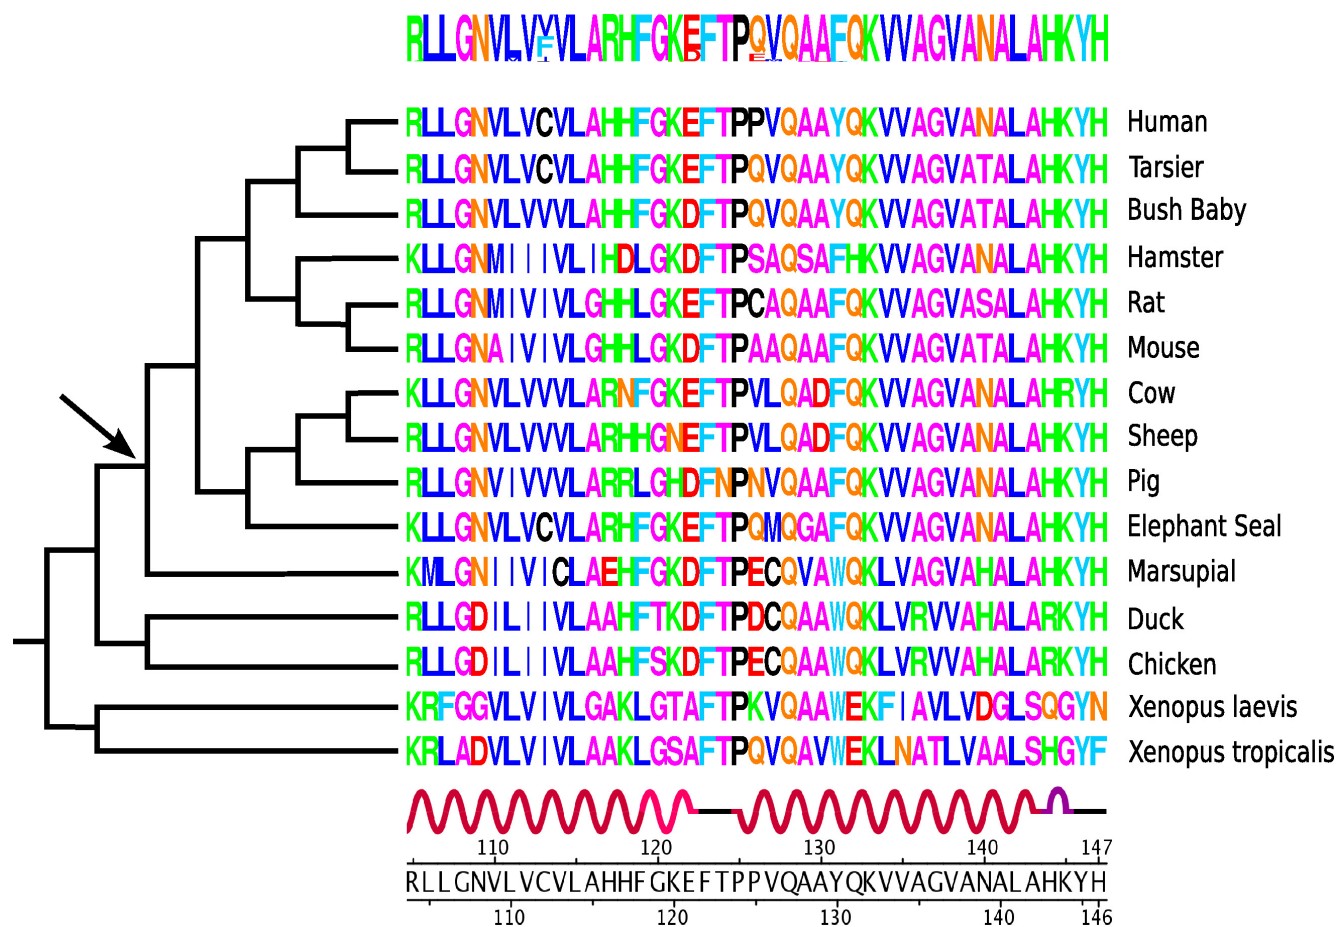 RLLGNVLVYVLARHFGKEFTPQVQAAFQKVVAGVANALAHKYH
RLLGNVLVCVLAHHFGKEFTPPVQAAYQKVVAGVANALAHKYH Human
RLLGNVLVCVLAHHFGKEFTPQVQAAYQKVVAGVATALAHKYH Tarsier
RLLGNVLVVVLAHHFGKDFTPQVQAAYQKVVAGVATALAHKYH Bush Baby
KLLGNMIIIVLIHDLGKDFTPSAQSAFHKVVAGVANALAHKYH Hamster
RLLGNMIVIVLGHHLGKEFTPCAQAAFQKVVAGVASALAHKYH Rat
RLLGNAIVIVLGHHLGKDFTPAAQAAFQKVVAGVATALAHKYH Mouse
KLLGNVLVVVLARNFGKEFTPVLQADFQKVVAGVANALAHRYH Cow
RLLGNVLVVVLARHHGNEFTPVLQADFQKVVAGVANALAHKYH Sheep
RLLGNVIVVVLARRLGHDFNPNVQAAFQKVVAGVANALAHKYH Pig
KLLGNVLVCVLARHFGKEFTPQMQGAFQKVVAGVANALAHKYH Elephant Seal
KMLGNIIVICLAEHFGKDFTPECQVAWQKLVAGVAHALAHKYH Marsupial
RLLGDILIIVLAAHFTKDFTPDCQAAWQKLVRVVAHALARKYH Duck
RLLGDILIIVLAAHFSKDFTPECQAAWQKLVRVVAHALARKYH Chicken
KRFGGVLVIVLGAKLGTAFTPKVQAAWEKFIAVLVDGLSQGYN Xenopus laevis
KRLADVLVIVLAAKLGSAFTPQVQAVWEKLNATLVAALSHGYF Xenopus tropicalis
110 120 130 140 147
RLLGNVLVCVLAHHFGKEFTPPVQAAYQKVVAGVANALAHKYH
110 120 130 140 146